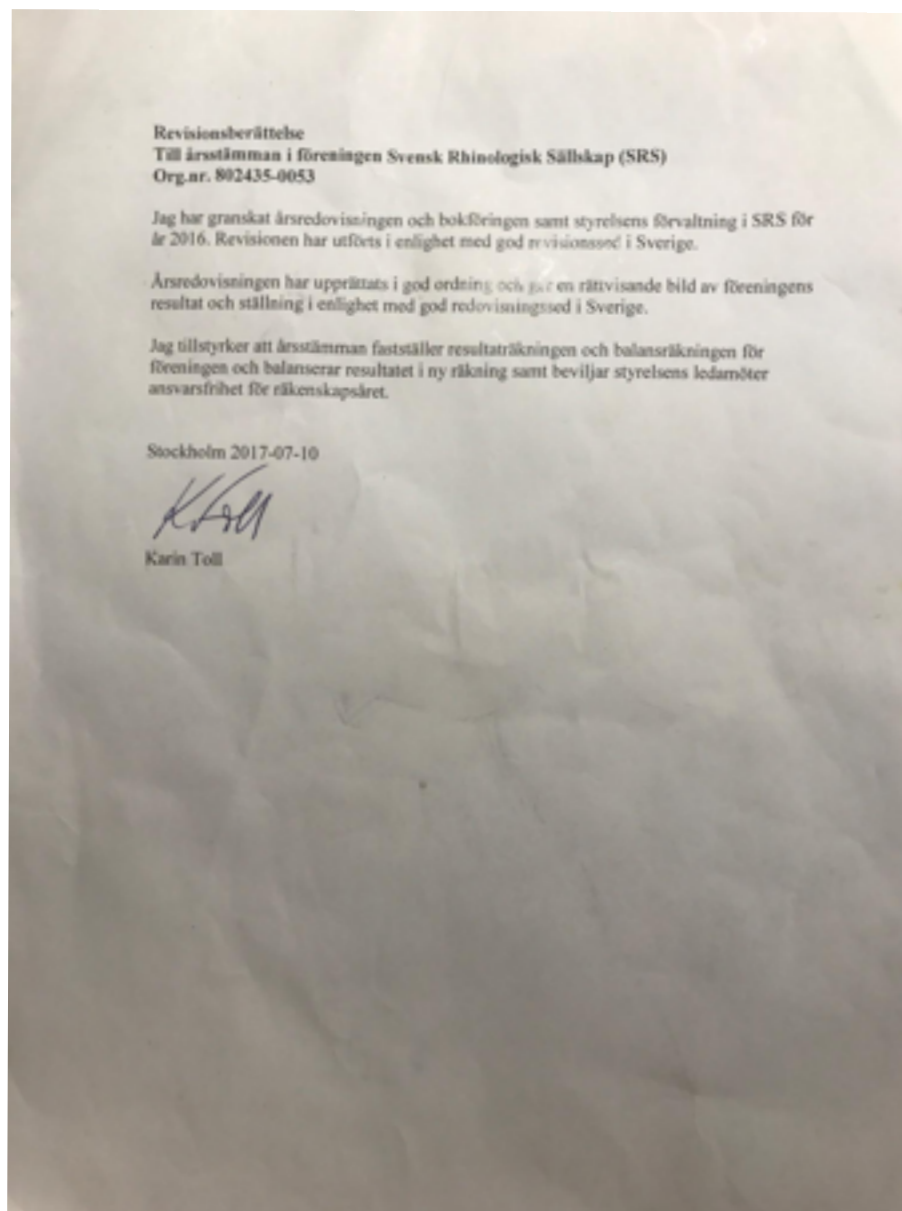 Revisionsberättelse
Till årsstämman i föreningen Svensk Rhinologisk Sällskap (SRS)
Org.nr. 802435-0053
Jag har granskat årsredovisningen och bokföringen samt styrelsens förvaltning i SRS för
år 2016. Revisionen har utförts i enlighet med god revisionssed i Sverige.
Årsredovisningen har upprättats i god ordning och ger en rättvisande bild av föreningens
resultat och ställning i enlighet med god redovisningssed i Sverige.
Jag tillstyrker att årsstämman fastställer resultaträkningen och balansräkningen för
föreningen och balanserar resultatet i ny räkning samt beviljar styrelsens ledamöter
ansvarsfrihet för räkenskapsåret.
Stockholm 2017-07-10
K Toll
Karin Toll